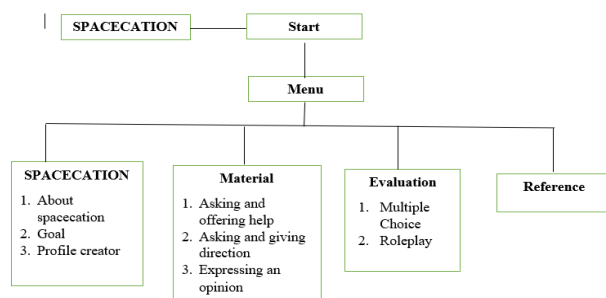 SPACECATION
Start
Menu
SPACECATION
1. About
spacecation
2. Goal
3. Profile creator
Material
1. Asking and
offering help
2. Asking and giving
direction
3. Expressing an
opinion
Evaluation
1. Multiple
Choice
2. Roleplay
Reference